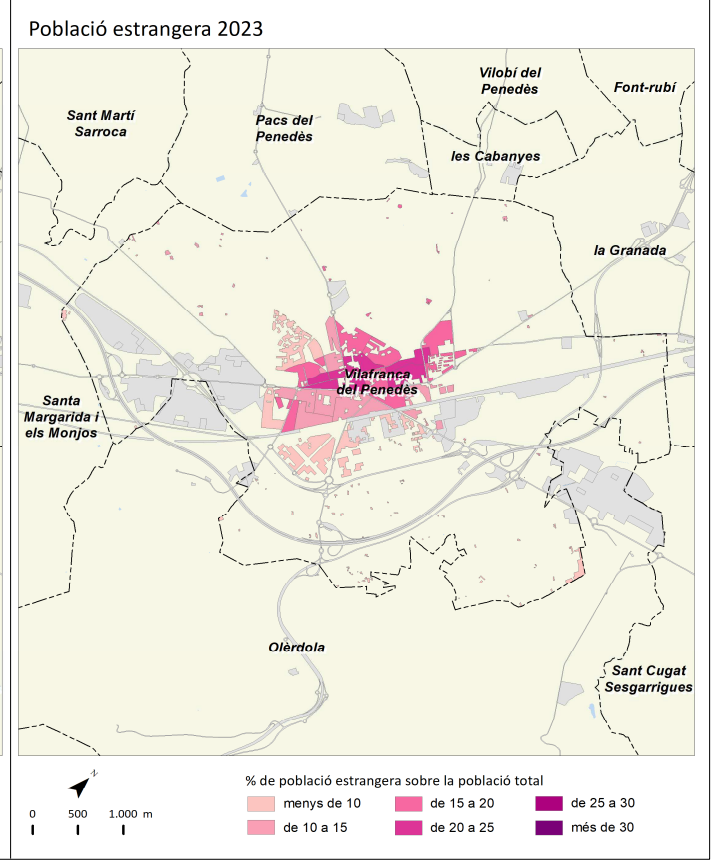 Població estrangera 2023
Vilobí del
Penedès
Font-rubí
Sant Martí
Sarroca
Pacs del
Penedès
les Cabanyes
la Granada
Vilafranca
del Penedès
Santa
Margarida i
els Monjos
Olèrdola
Sant Cugat
Sesgarrigues
N
% de població estrangera sobre la població total
0 500 1.000 m
menys de 10
de 15 a 20
de 25 a 30
de 10 a 15
de 20 a 25
més de 30